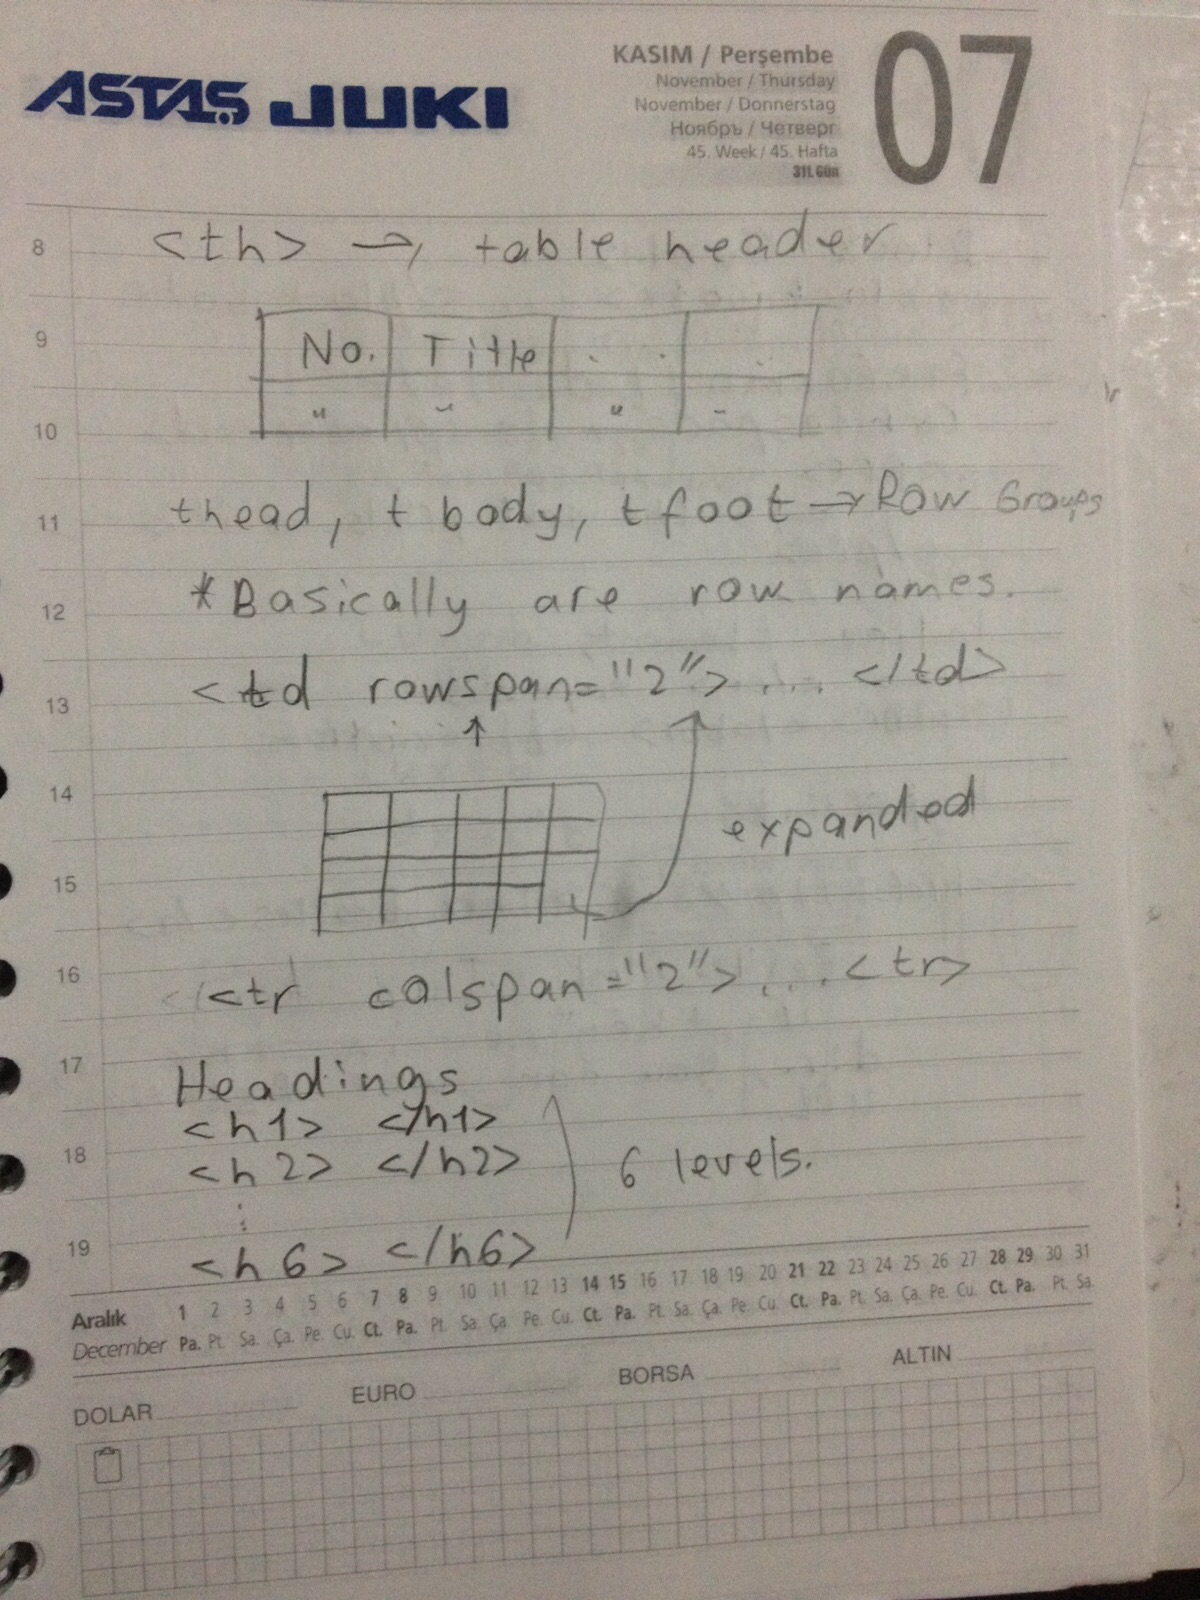 ASTAŞ JUKI
KASIM / Perşembe
November / Thursday
November / Donnerstag
Ноябрь / Четверг
45. Week / 45. Hafta
311. Gün
07
8
<th> → table header
9
No. Title
10
11
thead, t body, t foot → Row Groups
12
*Basically are row names.
13
<td rowspan="2"> .... </td>
14
expanded
15
16
<tr calspan="2"> .... <tr>
17
Headings
<h1> </h1>
18
<h2> </h2>
6 levels.
19
<h6> </h6>
Aralık 1 2 3 4 5 6 7 8 9 10 11 12 13 14 15 16 17 18 19 20 21 22 23 24 25 26 27 28 29 30 31
December Pa. Pt. Sa. Ça. Pe. Cu. Ct. Pa. Pt. Sa. Ça. Pe. Cu. Ct. Pa. Pt. Sa. Ça. Pe. Cu. Ct. Pa. Pt. Sa. Ça. Pe. Cu. Ct. Pa. Pt. Sa.
DOLAR EURO BORSA ALTIN